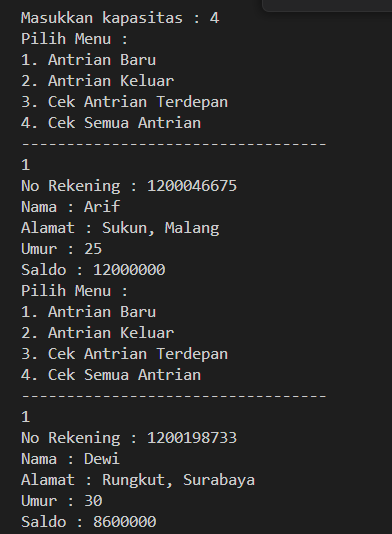 Masukkan kapasitas : 4
Pilih Menu :
1. Antrian Baru
2. Antrian Keluar
3. Cek Antrian Terdepan
4. Cek Semua Antrian
----------------------------------
1
No Rekening : 1200046675
Nama : Arif
Alamat : Sukun, Malang
Umur : 25
Saldo : 12000000
Pilih Menu :
1. Antrian Baru
2. Antrian Keluar
3. Cek Antrian Terdepan
4. Cek Semua Antrian
----------------------------------
1
No Rekening : 1200198733
Nama : Dewi
Alamat : Rungkut, Surabaya
Umur : 30
Saldo : 8600000